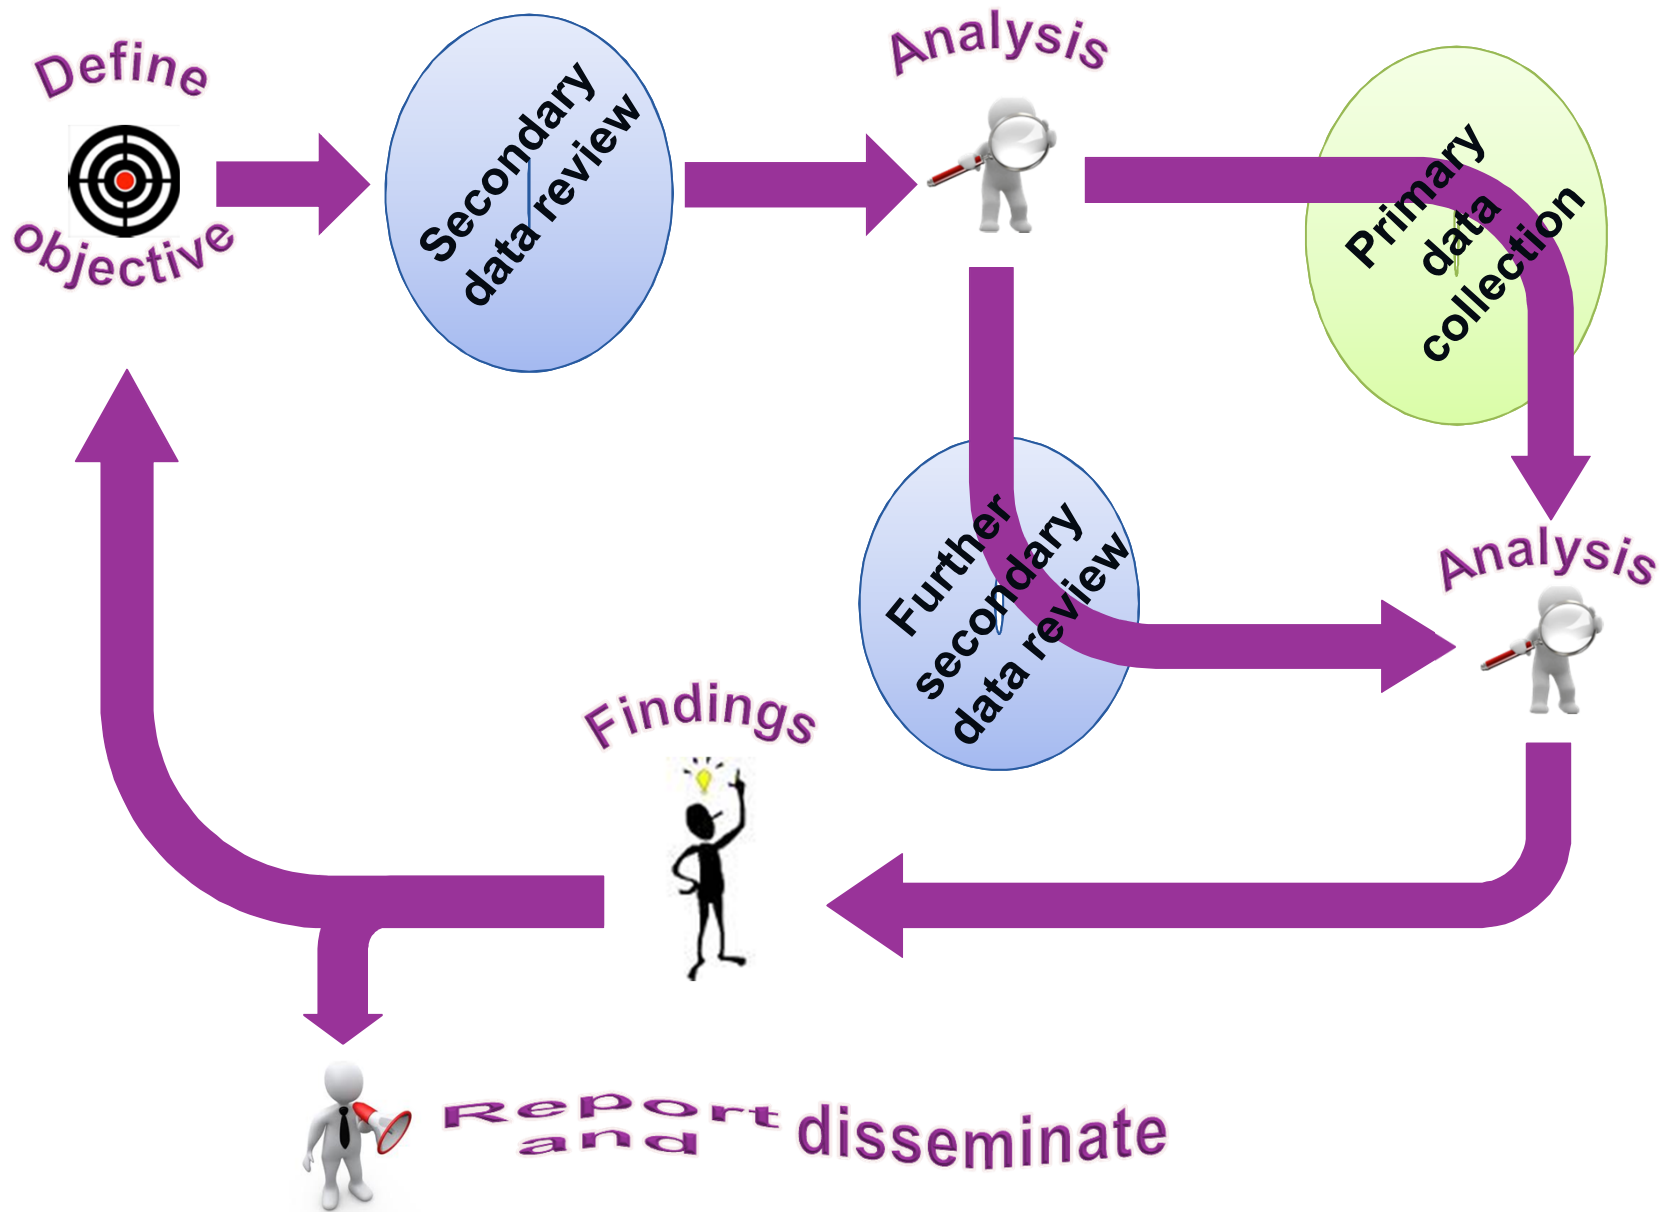 Define
objective
Secondary
data review
Analysis
Primary
data
collection
Further
secondary
data review
Analysis
Findings
Report
and
disseminate